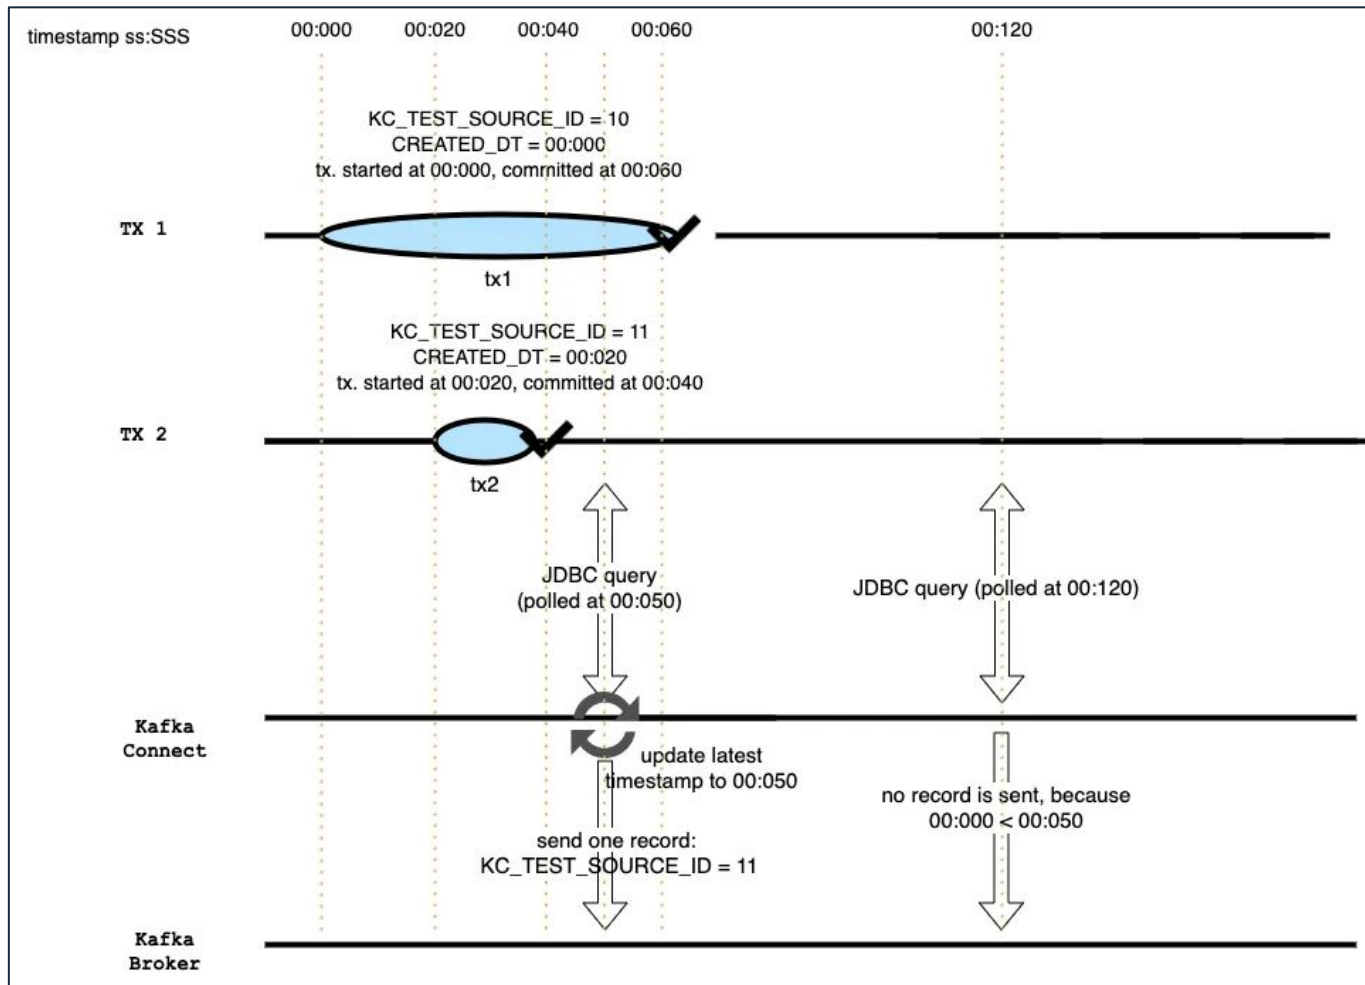 timestamp ss:SSS 00:000 00:020 00:040 00:060 00:120
KC_TEST_SOURCE_ID = 10
CREATED_DT = 00:000
tx. started at 00:000, committed at 00:060
TX 1
tx1
KC_TEST_SOURCE_ID = 11
CREATED_DT = 00:020
tx. started at 00:020, committed at 00:040
TX 2
tx2
JDBC query
(polled at 00:050)
JDBC query (polled at 00:120)
Kafka
Connect
update latest
timestamp to 00:050
no record is sent, because
00:000 < 00:050
send one record:
KC_TEST_SOURCE_ID = 11
Kafka
Broker